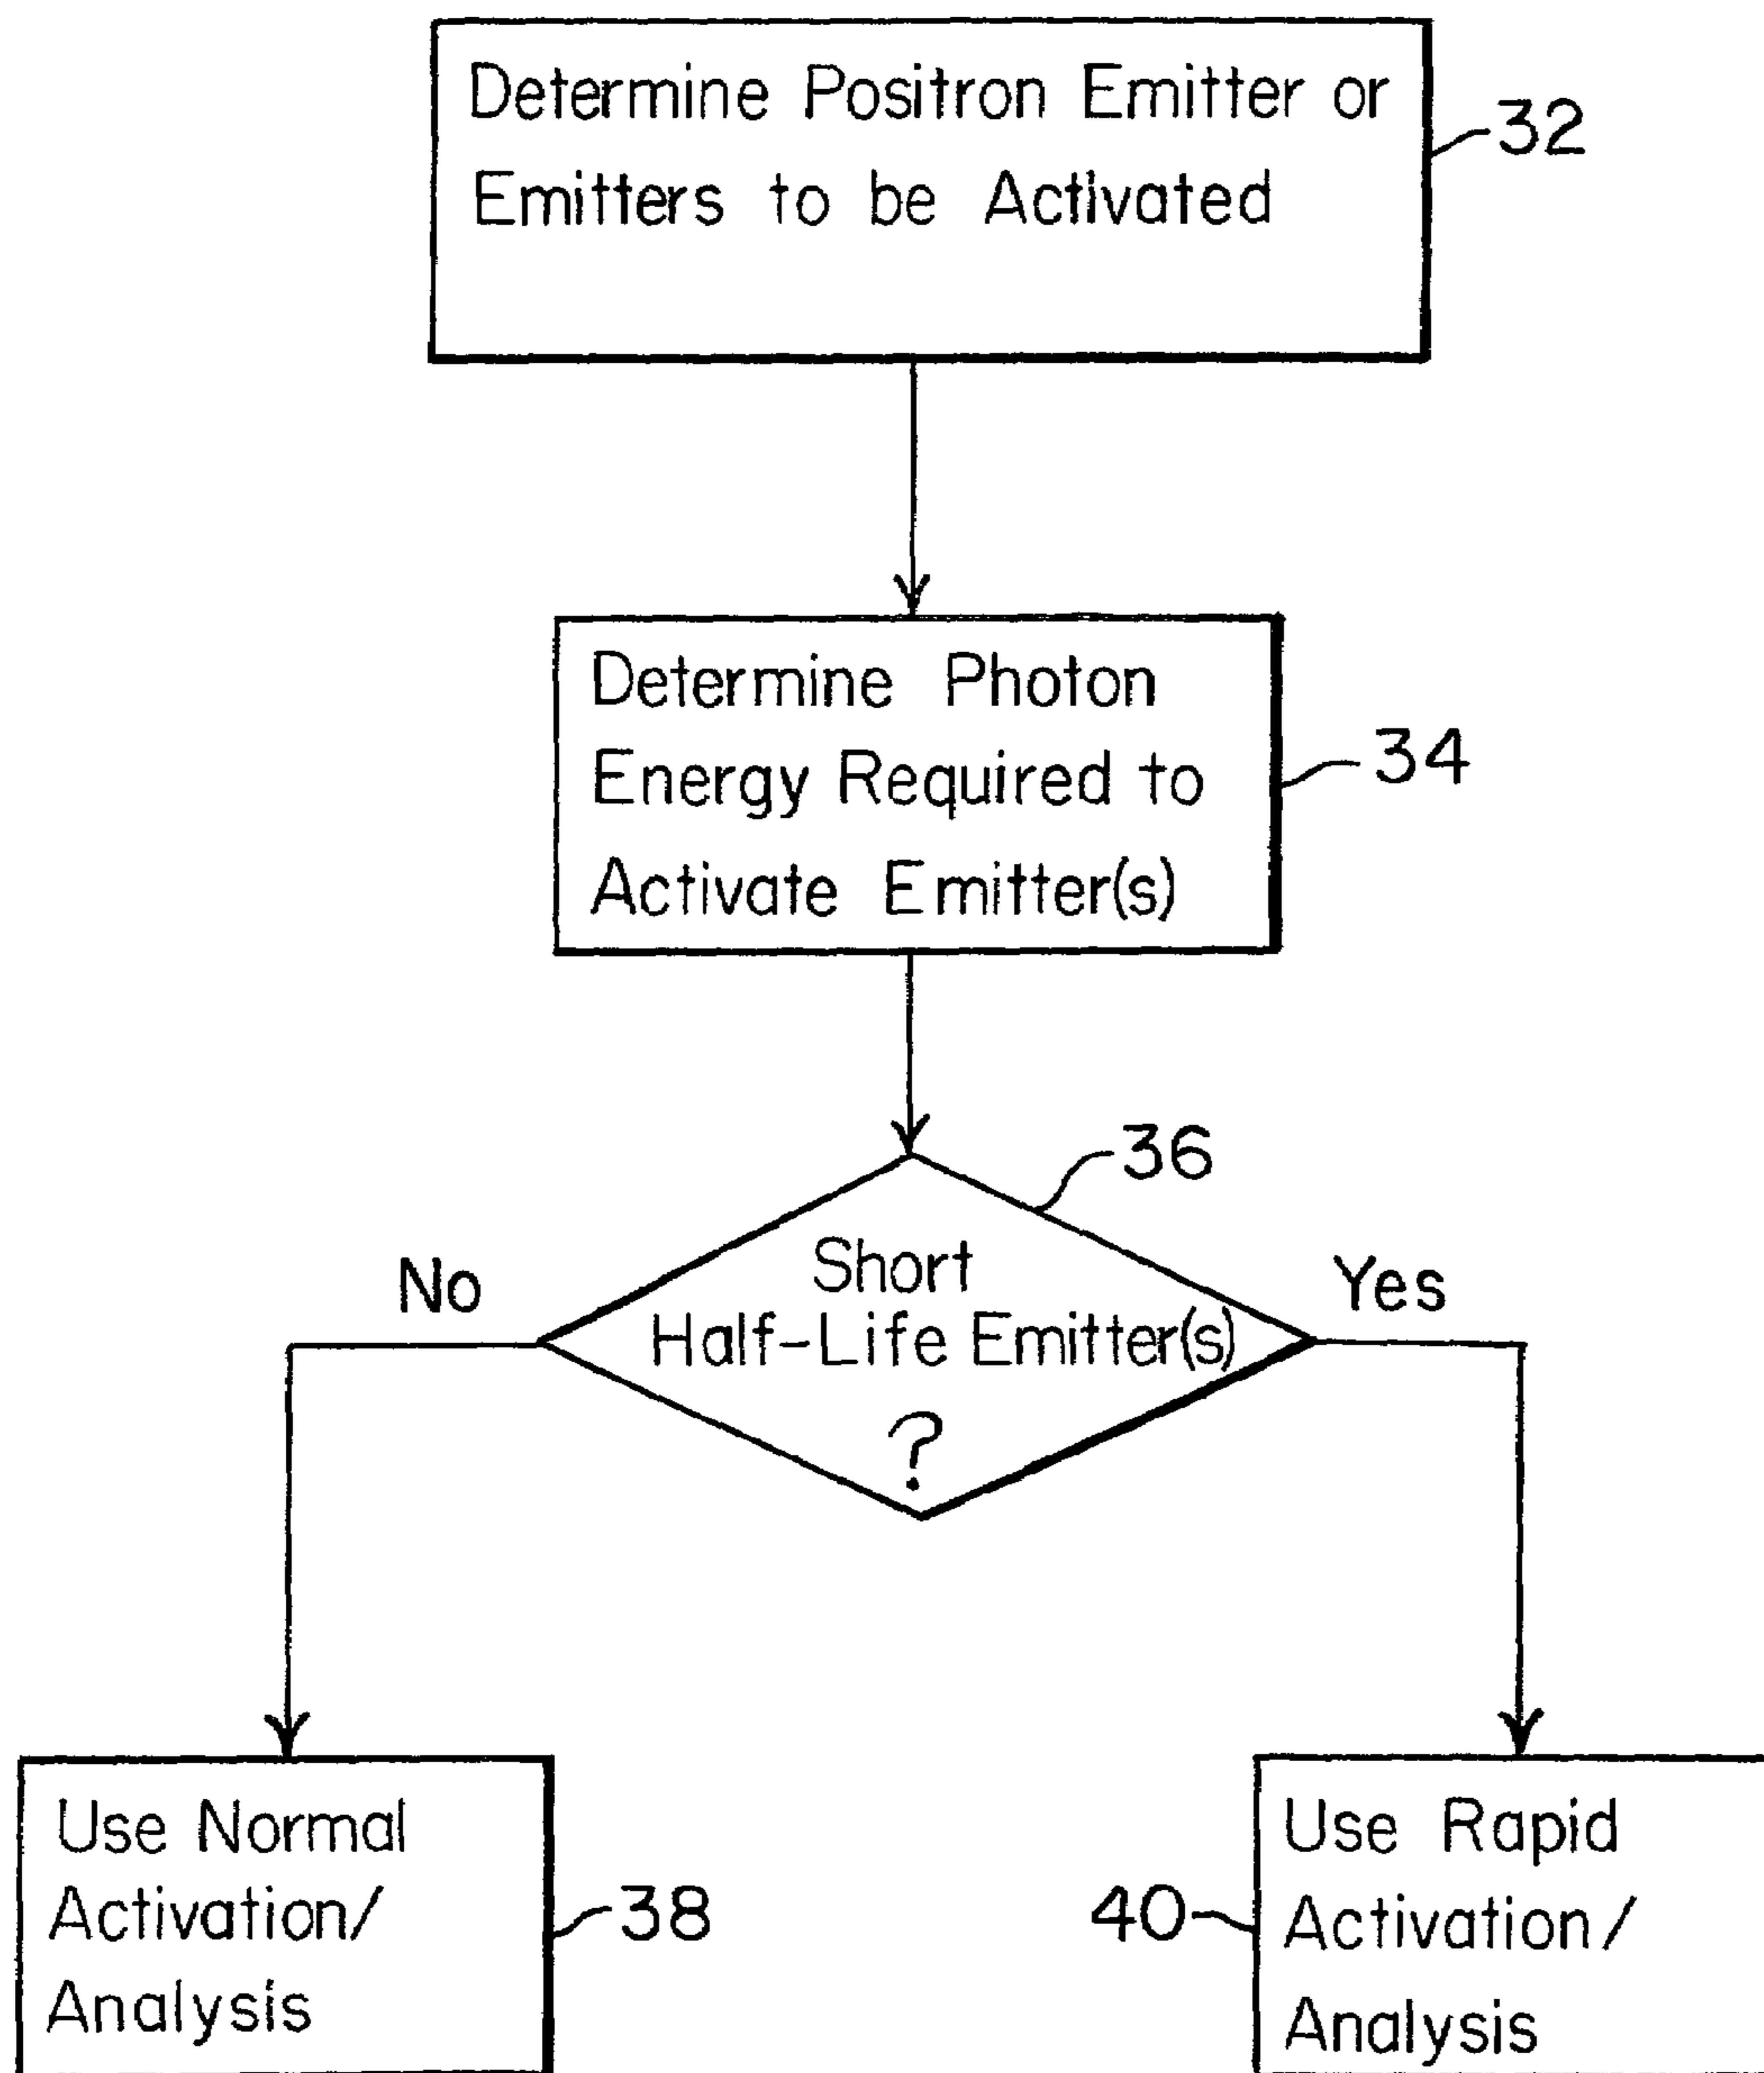 Determine Positron Emitter or
Emitters to be Activated
32
Determine Photon
Energy Required to
Activate Emitter(s)
34
36
Short
Half-Life Emitter(s)
?
No
Yes
Use Normal
Activation/
Analysis
38
40
Use Rapid
Activation/
Analysis